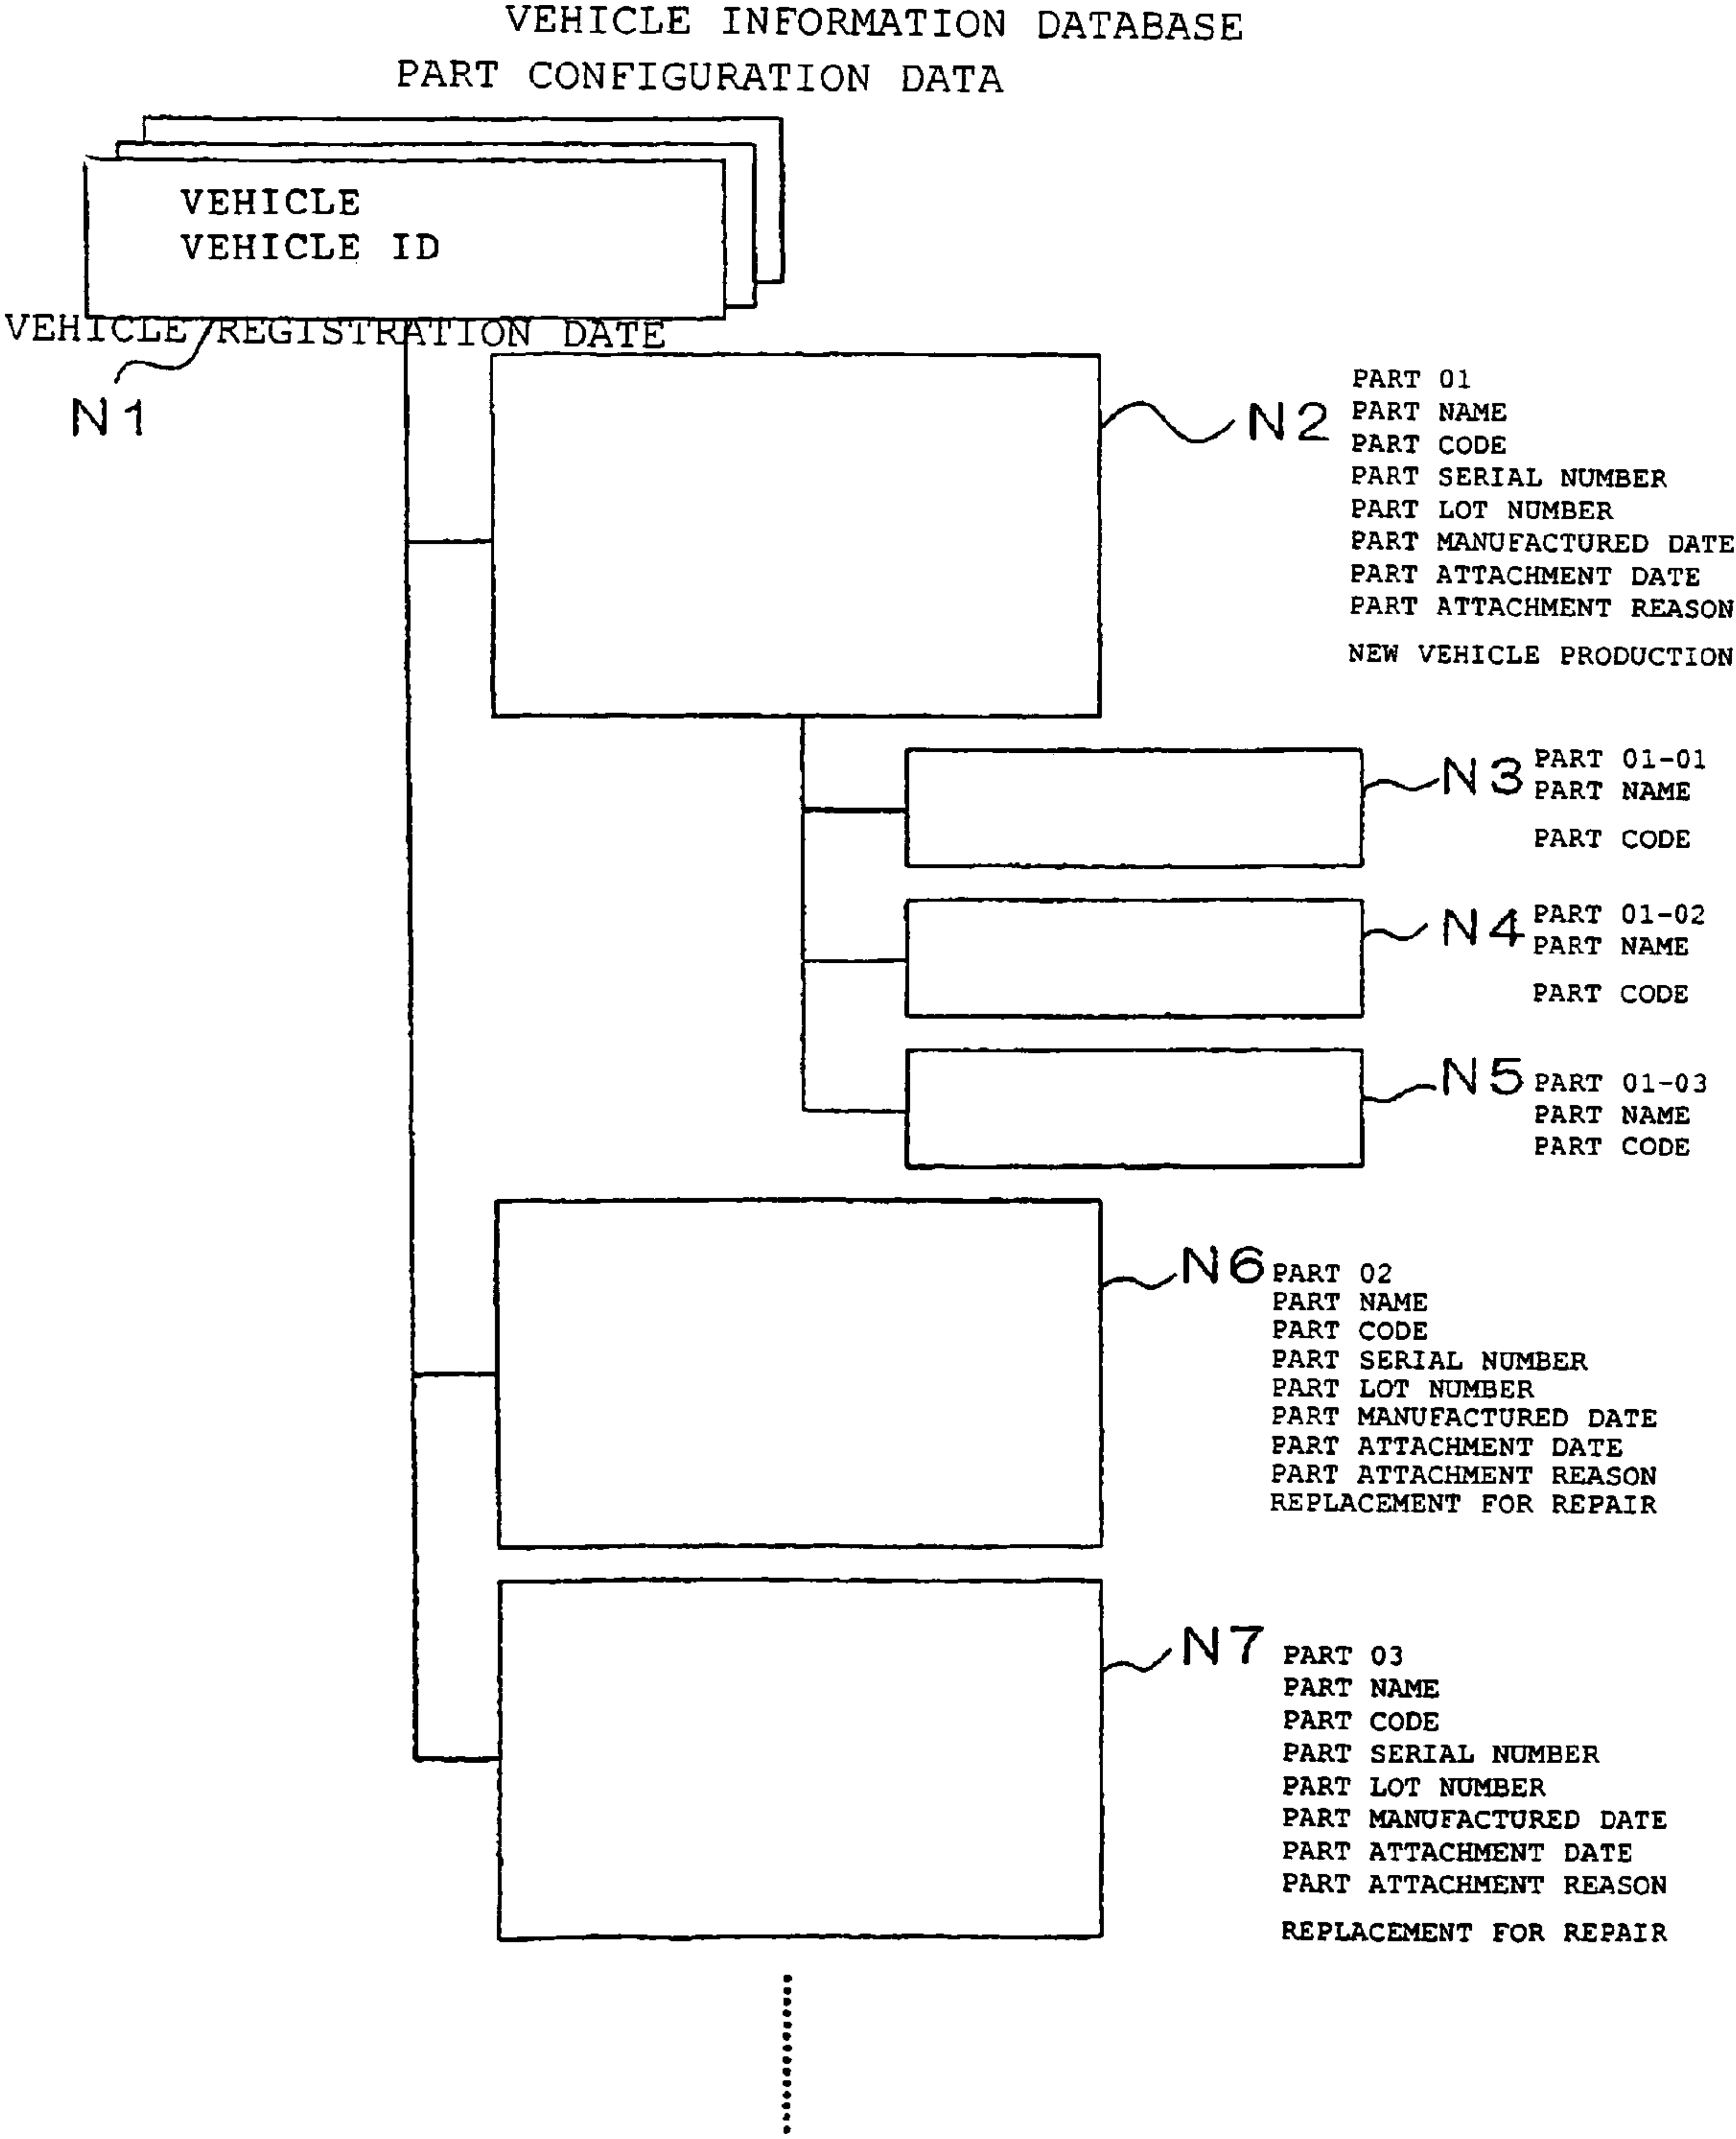 VEHICLE INFORMATION DATABASE
PART CONFIGURATION DATA
VEHICLE
VEHICLE ID
VEHICLE REGISTRATION DATE
N1
N2
PART 01
PART NAME
PART CODE
PART SERIAL NUMBER
PART LOT NUMBER
PART MANUFACTURED DATE
PART ATTACHMENT DATE
PART ATTACHMENT REASON
NEW VEHICLE PRODUCTION
N3
PART 01-01
PART NAME
PART CODE
N4
PART 01-02
PART NAME
PART CODE
N5
PART 01-03
PART NAME
PART CODE
N6
PART 02
PART NAME
PART CODE
PART SERIAL NUMBER
PART LOT NUMBER
PART MANUFACTURED DATE
PART ATTACHMENT DATE
PART ATTACHMENT REASON
REPLACEMENT FOR REPAIR
N7
PART 03
PART NAME
PART CODE
PART SERIAL NUMBER
PART LOT NUMBER
PART MANUFACTURED DATE
PART ATTACHMENT DATE
PART ATTACHMENT REASON
REPLACEMENT FOR REPAIR